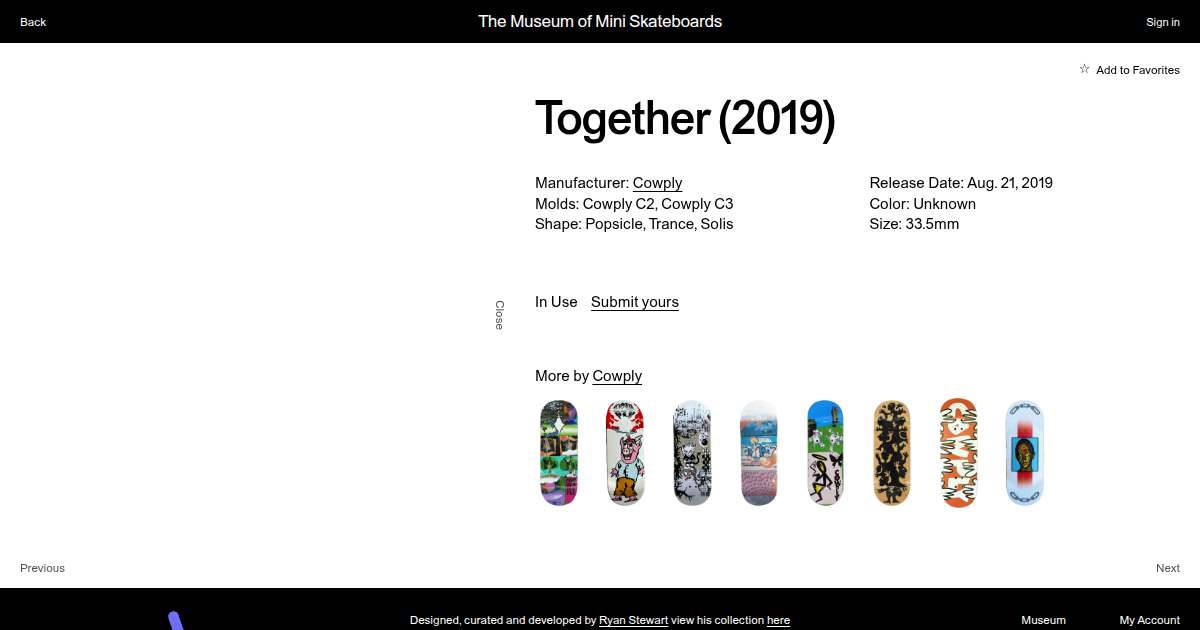 Back
The Museum of Mini Skateboards
Sign in
☆ Add to Favorites
Together (2019)
Manufacturer: Cowply
Molds: Cowply C2, Cowply C3
Shape: Popsicle, Trance, Solis
Release Date: Aug. 21, 2019
Color: Unknown
Size: 33.5mm
Close
In Use Submit yours
More by Cowply
Previous
Next
Designed, curated and developed by Ryan Stewart view his collection here
Museum
My Account